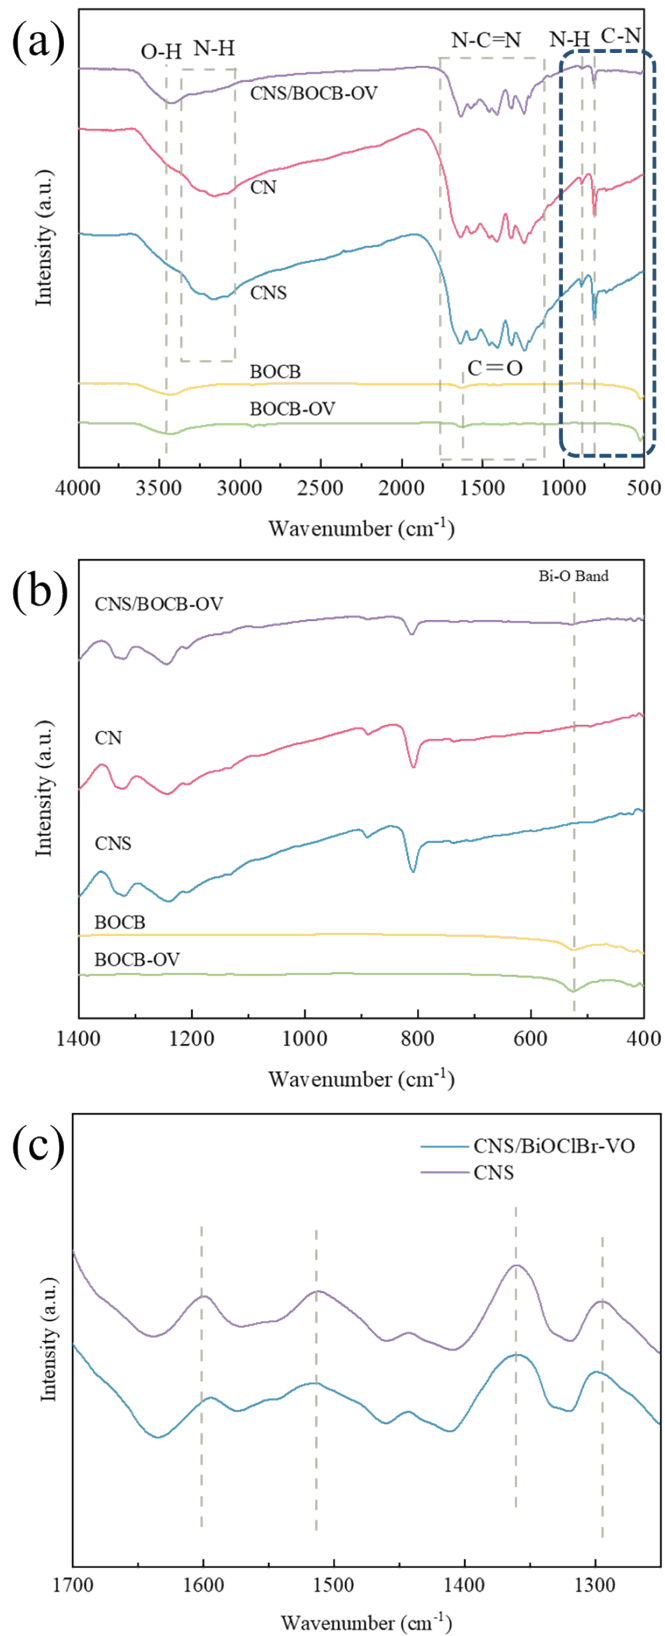 (a)
O-H
N-H
N-C=N
N-H
C-N
CNS/BOCB-OV
CN
CNS
BOCB
C=O
BOCB-OV
Intensity (a.u.)
4000 3500 3000 2500 2000 1500 1000 500
Wavenumber (cm-1)
(b)
Bi-O Band
CNS/BOCB-OV
CN
CNS
BOCB
BOCB-OV
Intensity (a.u.)
1400 1200 1000 800 600 400
Wavenumber (cm-1)
(c)
CNS/BiOClBr-VO
CNS
Intensity (a.u.)
1700 1600 1500 1400 1300
Wavenumber (cm-1)